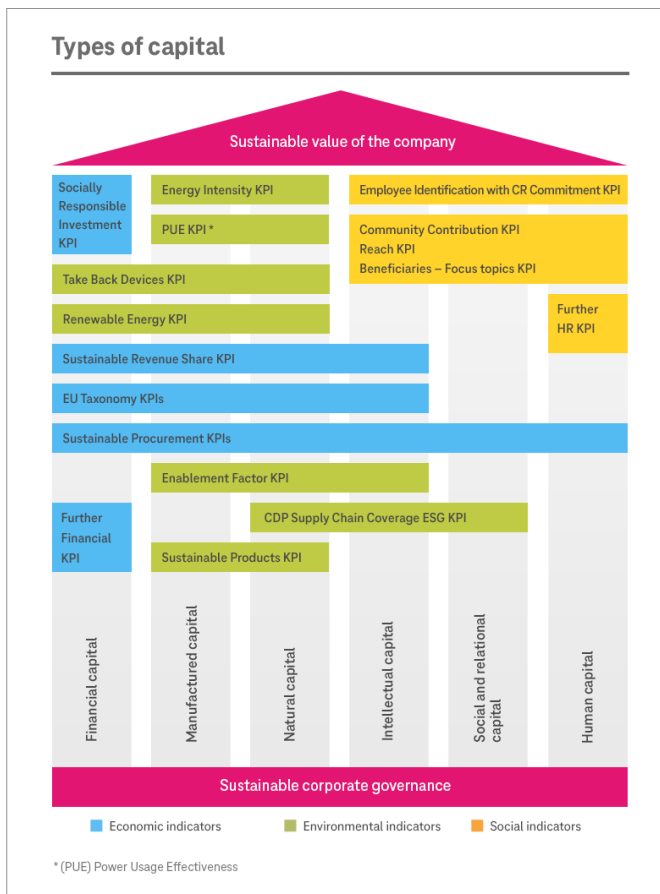 Types of capital
Sustainable value of the company
Socially
Responsible
Investment
KPI
Energy Intensity KPI
Employee Identification with CR Commitment KPI
PUE KPI *
Community Contribution KPI
Reach KPI
Beneficiaries – Focus topics KPI
Take Back Devices KPI
Renewable Energy KPI
Further
HR KPI
Sustainable Revenue Share KPI
EU Taxonomy KPIs
Sustainable Procurement KPIs
Enablement Factor KPI
Further
Financial
KPI
CDP Supply Chain Coverage ESG KPI
Sustainable Products KPI
Financial capital
Manufactured capital
Natural capital
Intellectual capital
Social and relational
capital
Human capital
Sustainable corporate governance
Economic indicators
Environmental indicators
Social indicators
* (PUE) Power Usage Effectiveness